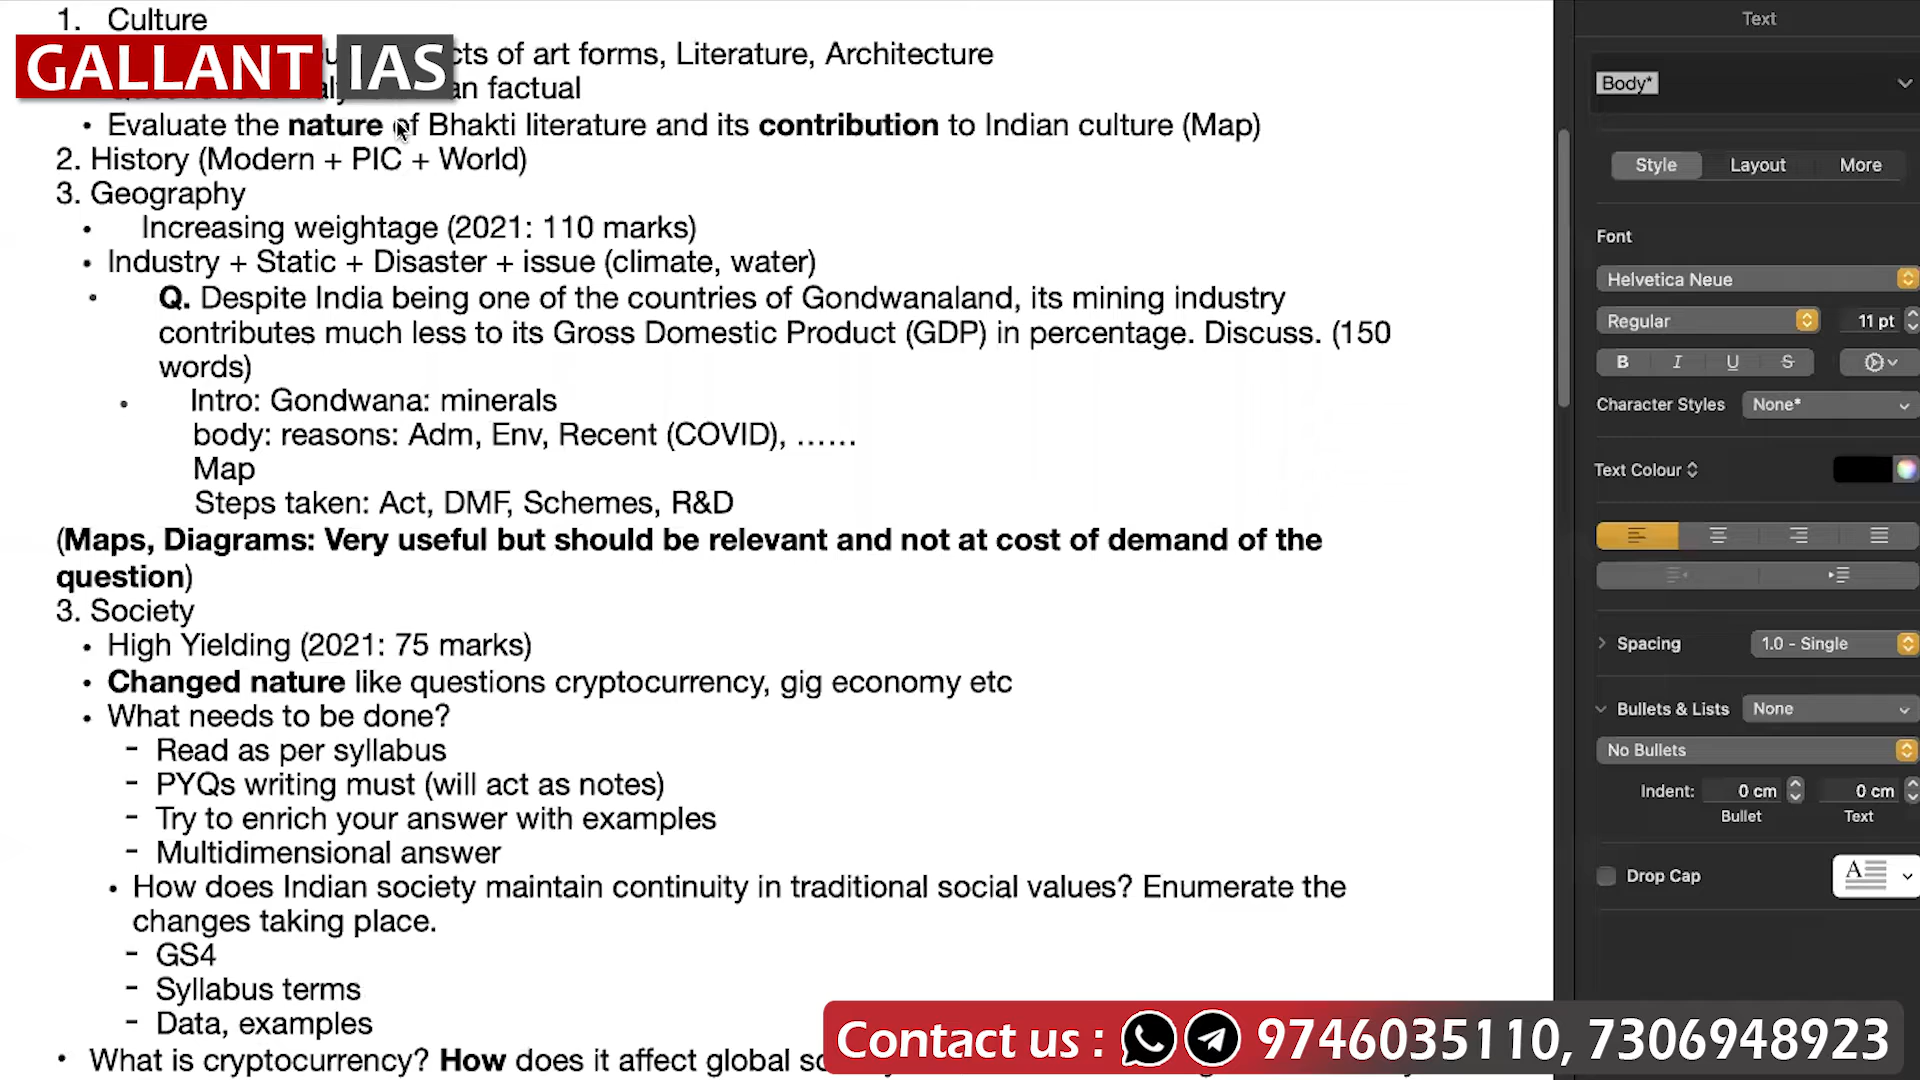 1. Culture
GALLANT IAS
cts of art forms, Literature, Architecture
an factual
• Evaluate the nature of Bhakti literature and its contribution to Indian culture (Map)
2. History (Modern + PIC + World)
3. Geography
• Increasing weightage (2021: 110 marks)
• Industry + Static + Disaster + issue (climate, water)
• Q. Despite India being one of the countries of Gondwanaland, its mining industry
contributes much less to its Gross Domestic Product (GDP) in percentage. Discuss. (150
words)
• Intro: Gondwana: minerals
body: reasons: Adm, Env, Recent (COVID), ......
Map
Steps taken: Act, DMF, Schemes, R&D
(Maps, Diagrams: Very useful but should be relevant and not at cost of demand of the
question)
3. Society
• High Yielding (2021: 75 marks)
• Changed nature like questions cryptocurrency, gig economy etc
• What needs to be done?
- Read as per syllabus
- PYQs writing must (will act as notes)
- Try to enrich your answer with examples
- Multidimensional answer
• How does Indian society maintain continuity in traditional social values? Enumerate the
changes taking place.
- GS4
- Syllabus terms
- Data, examples
• What is cryptocurrency? How does it affect global
Contact us : 9746035110, 7306948923
Text
Body*
Style Layout More
Font
Helvetica Neue
Regular 11 pt
B I U S
Character Styles None*
Text Colour
Spacing 1.0 - Single
Bullets & Lists None
No Bullets
Indent: 0 cm 0 cm
Bullet Text
Drop Cap A